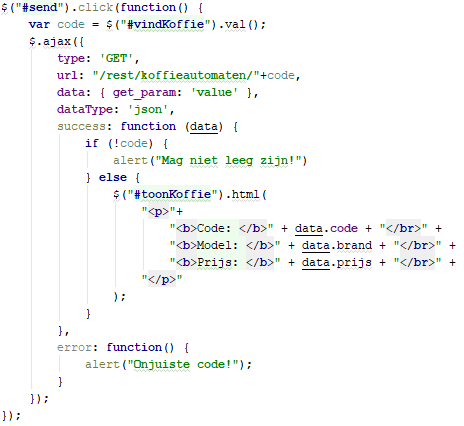 $("#send").click(function() {
    var code = $("#vindKoffie").val();
    $.ajax({
        type: 'GET',
        url: "/rest/koffieautomaten/"+code,
        data: { get_param: 'value' },
        dataType: 'json',
        success: function (data) {
            if (!code) {
                alert("Mag niet leeg zijn!")
            } else {
                $("#toonKoffie").html(
                    "<p>"+
                        "<b>Code: </b>" + data.code + "</br>" +
                        "<b>Model: </b>" + data.brand + "</br>" +
                        "<b>Prijs: </b>" + data.prijs + "</br>" +
                    "</p>"
                );
            }
        },
        error: function() {
            alert("Onjuiste code!");
        }
    });
});